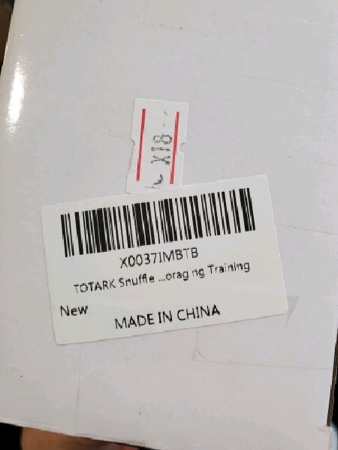 X18
X0037IMBTB
TOTARK Snuffle ...oraging Training
New
MADE IN CHINA